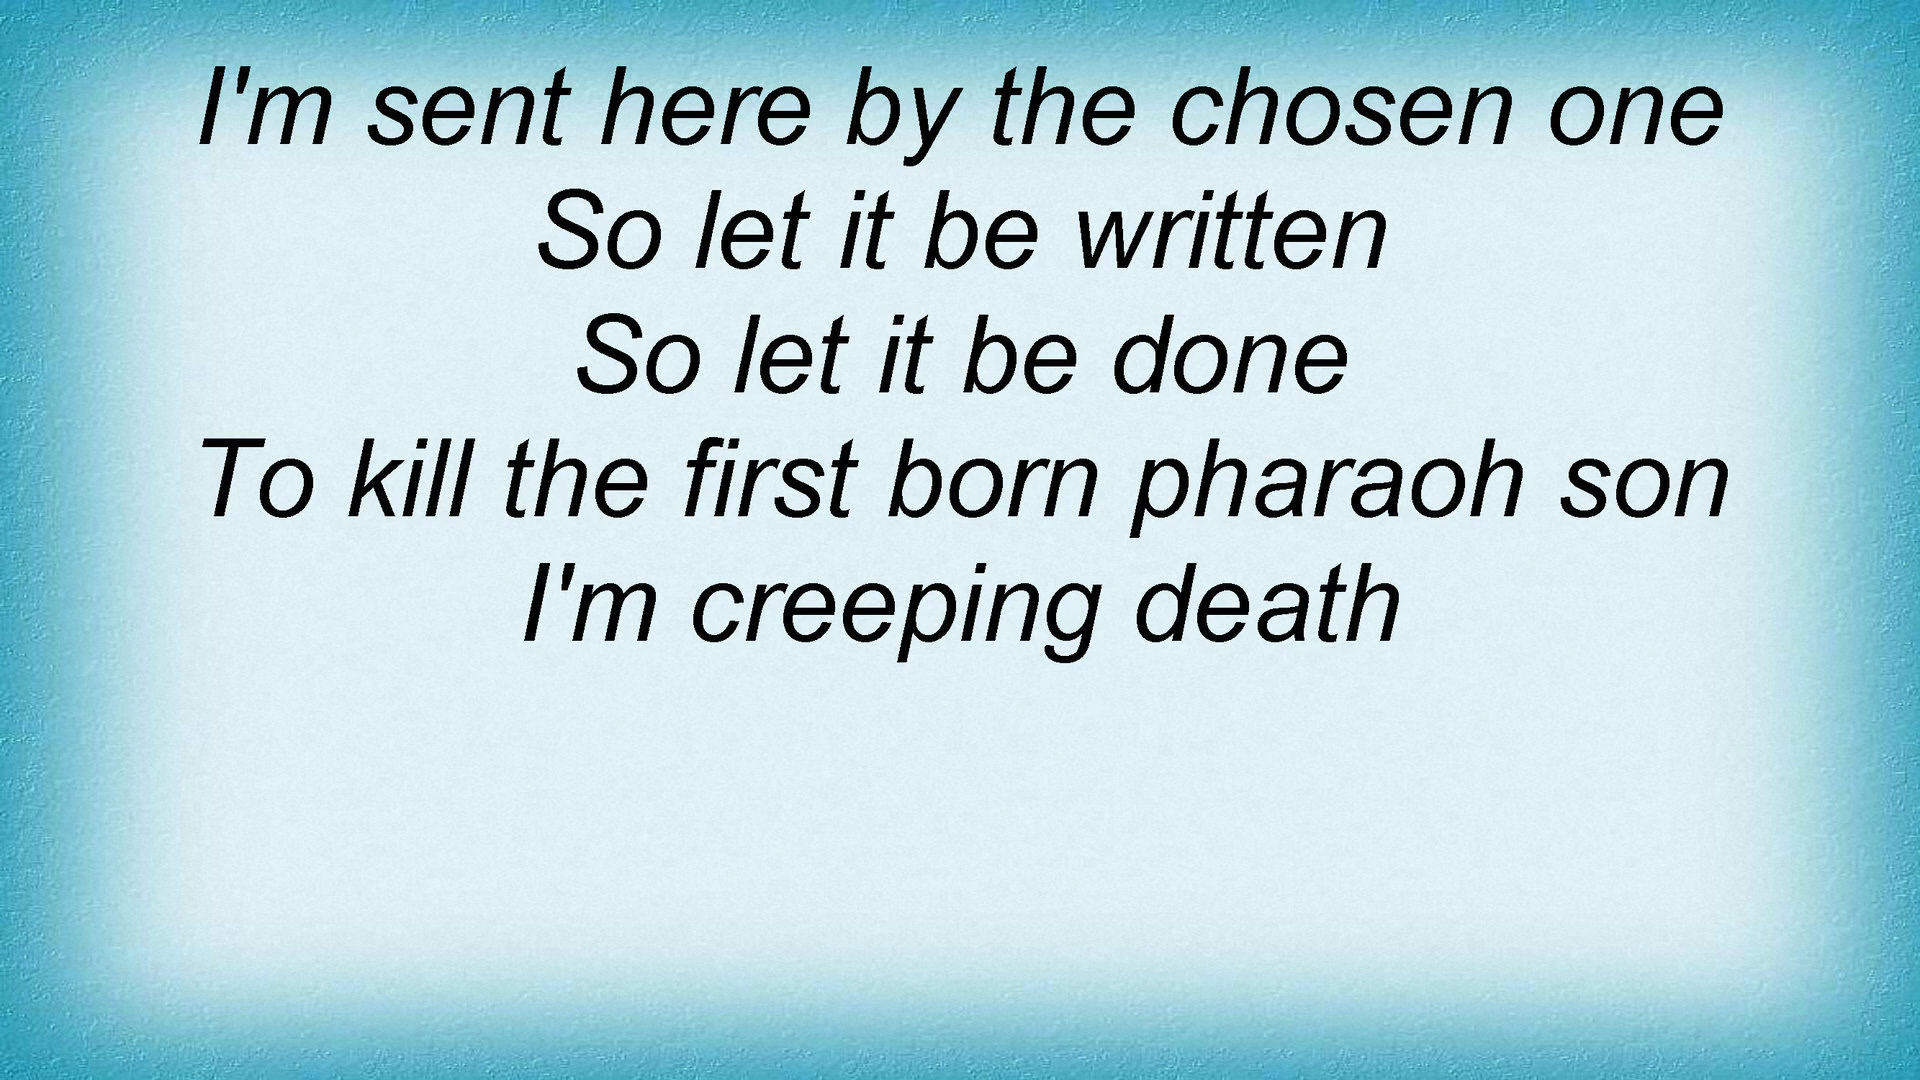 I'm sent here by the chosen one
So let it be written
So let it be done
To kill the first born pharaoh son
I'm creeping death